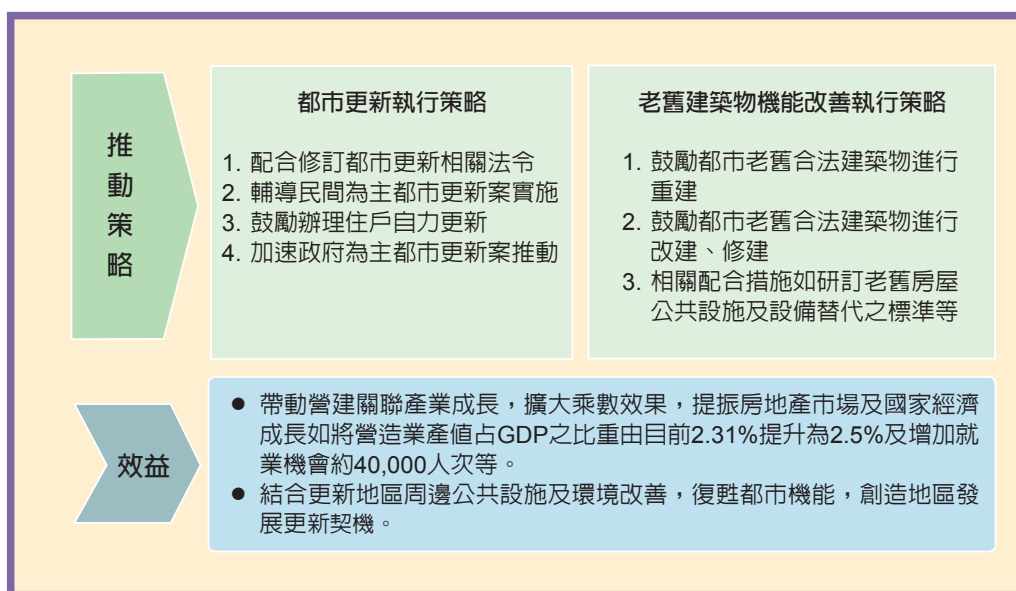 推動策略
都市更新執行策略
1. 配合修訂都市更新相關法令
2. 輔導民間為主都市更新案實施
3. 鼓勵辦理住戶自力更新
4. 加速政府為主都市更新案推動
老舊建築物機能改善執行策略
1. 鼓勵都市老舊合法建築物進行
重建
2. 鼓勵都市老舊合法建築物進行
改建、修建
3. 相關配合措施如研訂老舊房屋
公共設施及設備替代之標準等
效益
● 帶動營建關聯產業成長，擴大乘數效果，提振房地產市場及國家經濟
成長如將營造業產值占GDP之比重由目前2.31%提升為2.5%及增加就
業機會約40,000人次等。
● 結合更新地區周邊公共設施及環境改善，復甦都市機能，創造地區發
展更新契機。